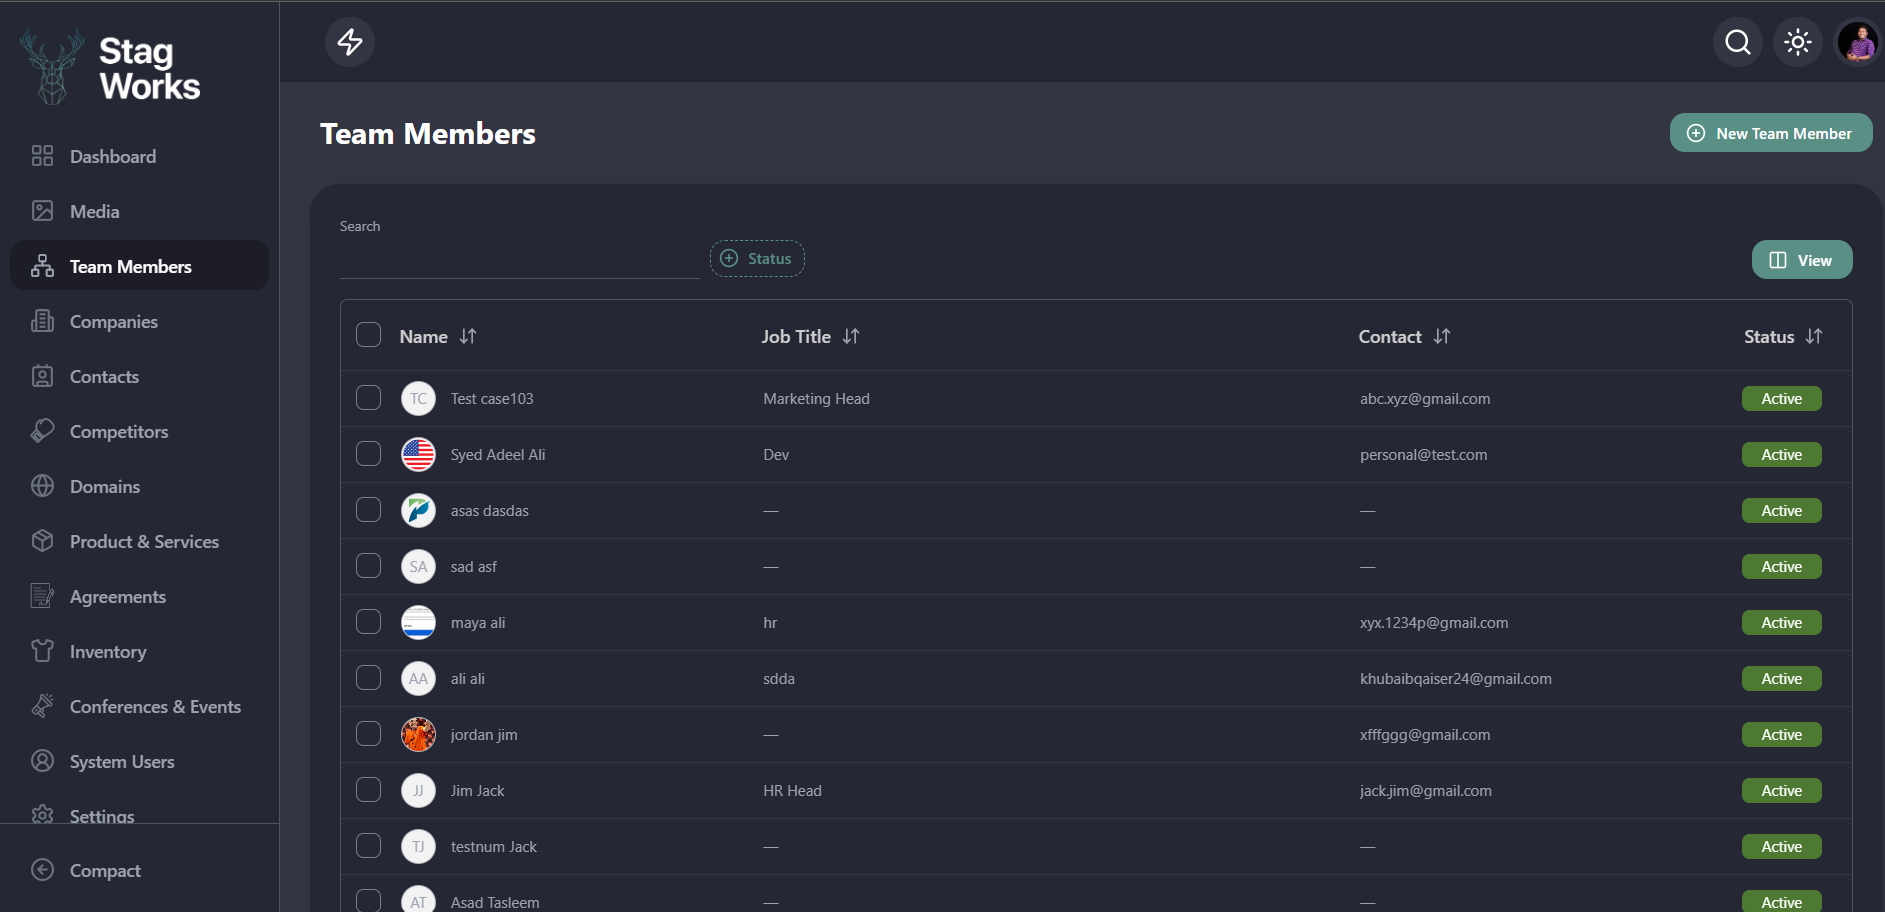 Stag
Works
Dashboard
Media
Team Members
Companies
Contacts
Competitors
Domains
Product & Services
Agreements
Inventory
Conferences & Events
System Users
Settings
Compact
Team Members
New Team Member
Search
Status
View
Name Job Title Contact Status
TC Test case103 Marketing Head abc.xyz@gmail.com Active
Syed Adeel Ali Dev personal@test.com Active
asas dasdas — — Active
SA sad asf — — Active
maya ali hr xyx.1234p@gmail.com Active
AA ali ali sdda khubaibqaiser24@gmail.com Active
jordan jim — xfffggg@gmail.com Active
JJ Jim Jack HR Head jack.jim@gmail.com Active
TJ testnum Jack — — Active
AT Asad Tasleem — — Active